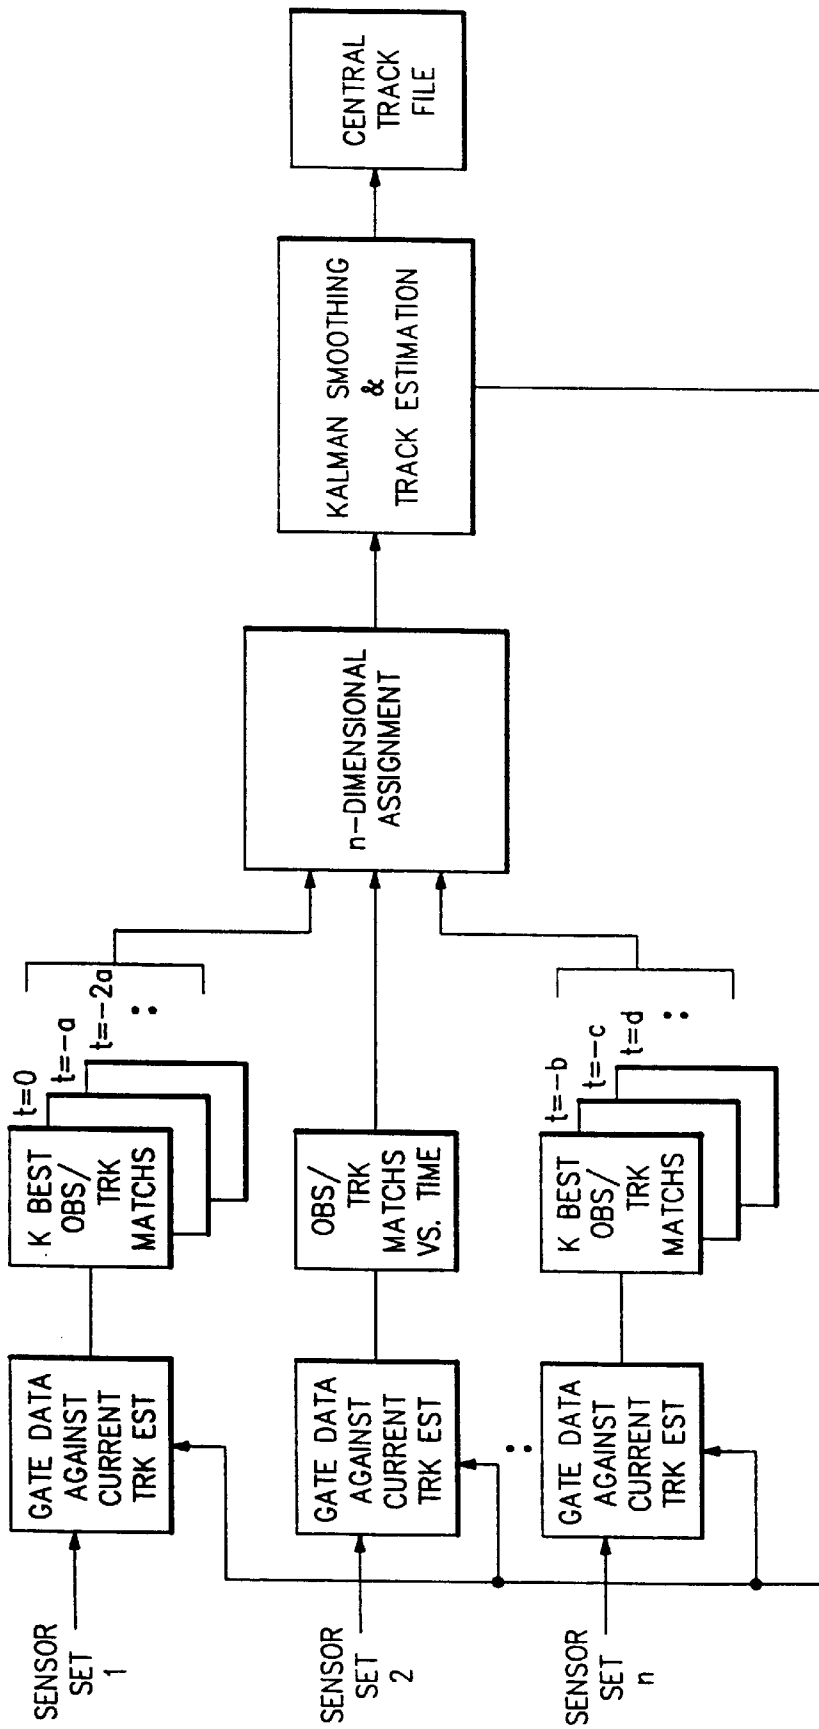 SENSOR
SET
1
GATE DATA
AGAINST
CURRENT
TRK EST
K BEST
OBS/
TRK
MATCHS
t=0
t=-a
t=-2a
SENSOR
SET
2
GATE DATA
AGAINST
CURRENT
TRK EST
OBS/
TRK
MATCHS
VS. TIME
SENSOR
SET
n
GATE DATA
AGAINST
CURRENT
TRK EST
K BEST
OBS/
TRK
MATCHS
t=-b
t=-c
t=d
n-DIMENSIONAL
ASSIGNMENT
KALMAN SMOOTHING
&
TRACK ESTIMATION
CENTRAL
TRACK
FILE